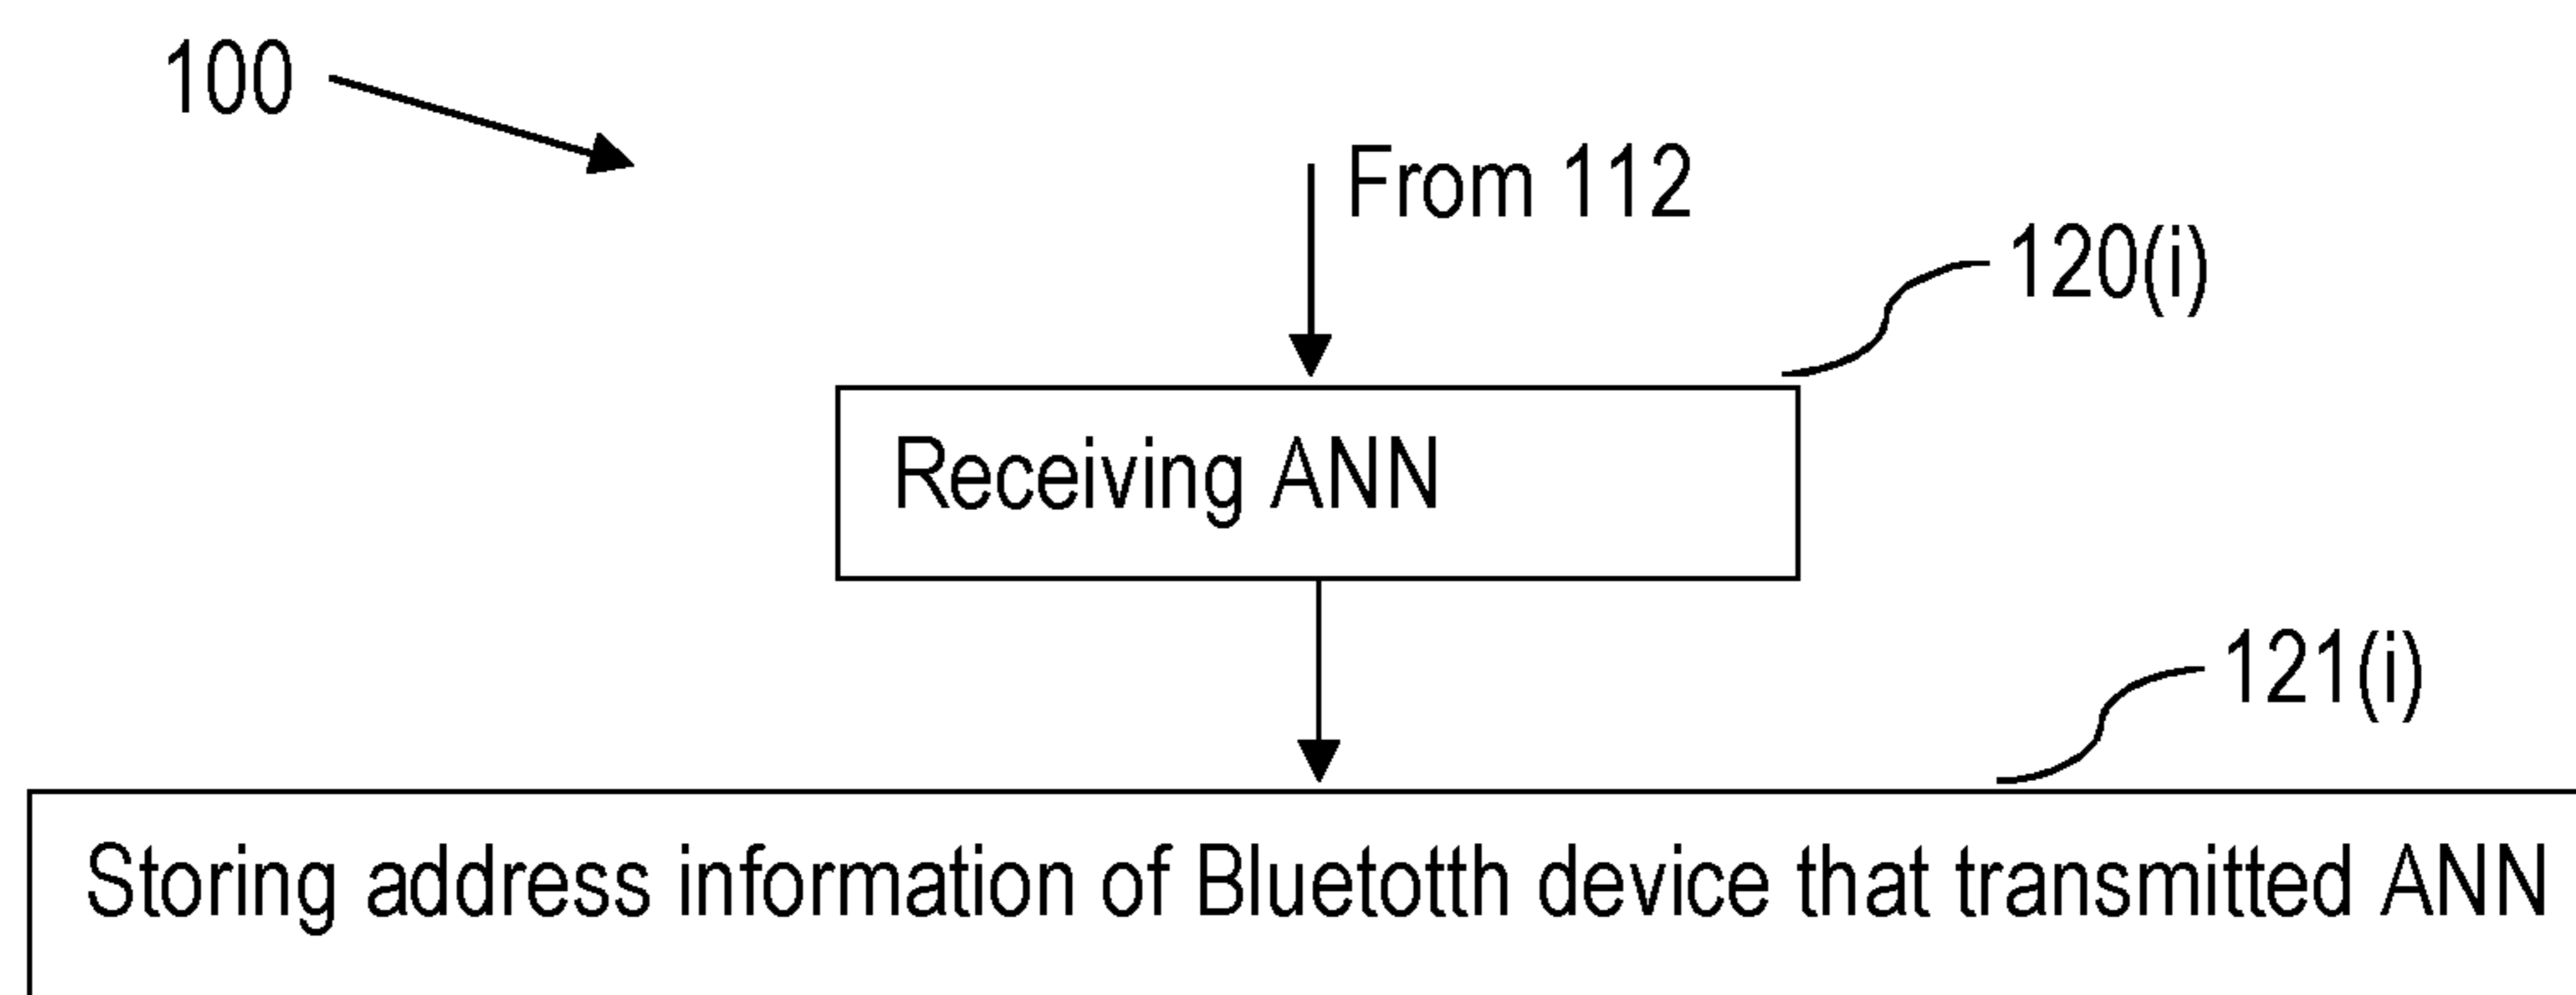 100
From 112
120(i)
Receiving ANN
121(i)
Storing address information of Bluetotth device that transmitted ANN